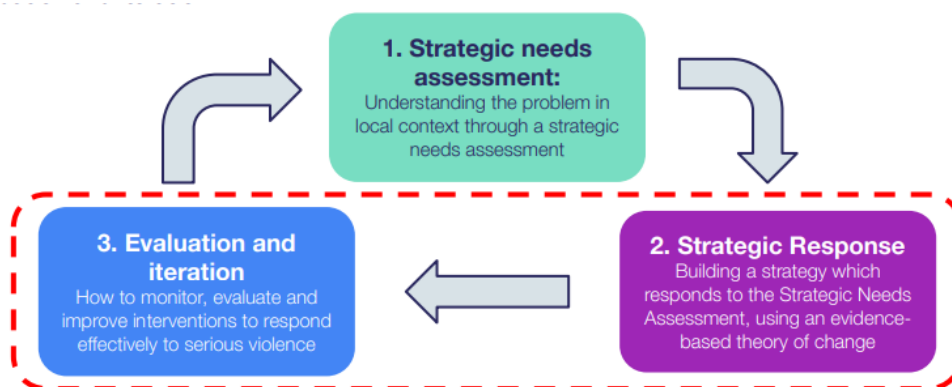 1. Strategic needs
assessment:
Understanding the problem in
local context through a strategic
needs assessment
2. Strategic Response
Building a strategy which
responds to the Strategic Needs
Assessment, using an evidence-
based theory of change
3. Evaluation and
iteration
How to monitor, evaluate and
improve interventions to respond
effectively to serious violence